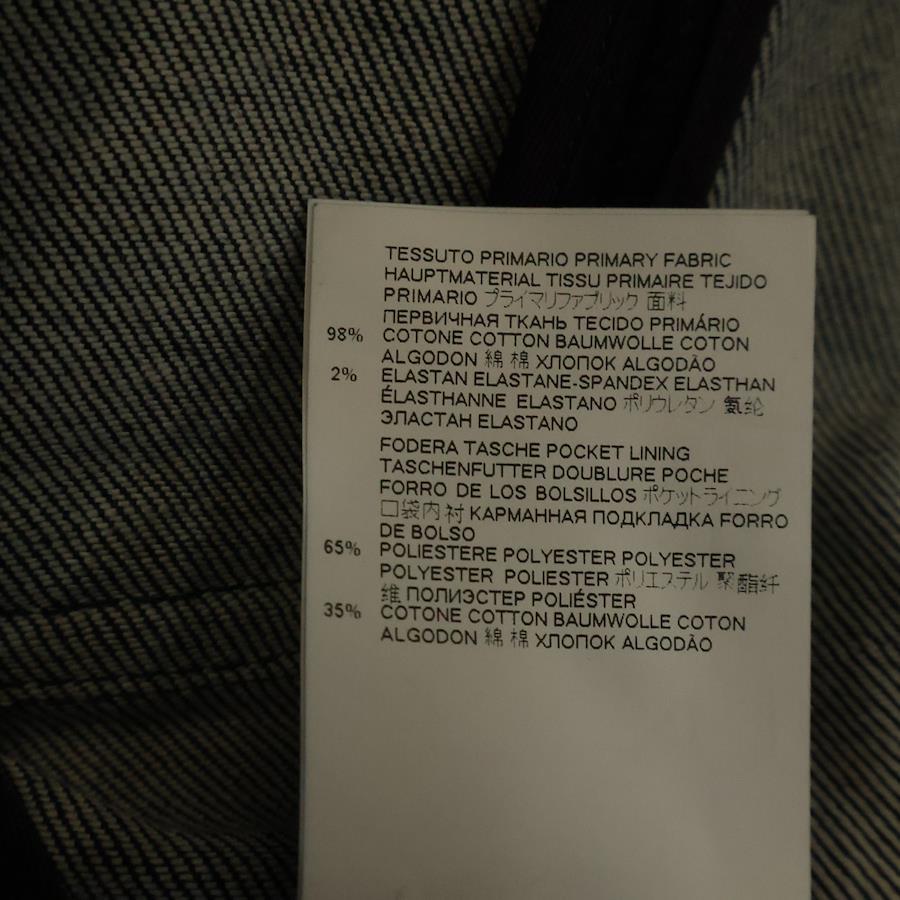 TESSUTO PRIMARIO PRIMARY FABRIC
HAUPTMATERIAL TISSU PRIMAIRE TEJIDO
PRIMARIO プライマリファブリック 面料
ПЕРВИЧНАЯ ТКАНЬ TECIDO PRIMÁRIO
98% COTONE COTTON BAUMWOLLE COTON
ALGODON 綿 棉 ХЛОПОК ALGODÃO
2% ELASTAN ELASTANE-SPANDEX ELASTHAN
ÉLASTHANNE ELASTANO ポリウレタン 氨纶
ЭЛАСТАН ELASTANO
FODERA TASCHE POCKET LINING
TASCHENFUTTER DOUBLURE POCHE
FORRO DE LOS BOLSILLOS ポケットライニング
口袋内衬 КАРМАННАЯ ПОДКЛАДКА FORRO
DE BOLSO
65% POLIESTERE POLYESTER POLYESTER
POLYESTER POLIESTER ポリエステル 聚酯纤
维 ПОЛИЭСТЕР POLIÉSTER
35% COTONE COTTON BAUMWOLLE COTON
ALGODON 綿 棉 ХЛОПОК ALGODÃO